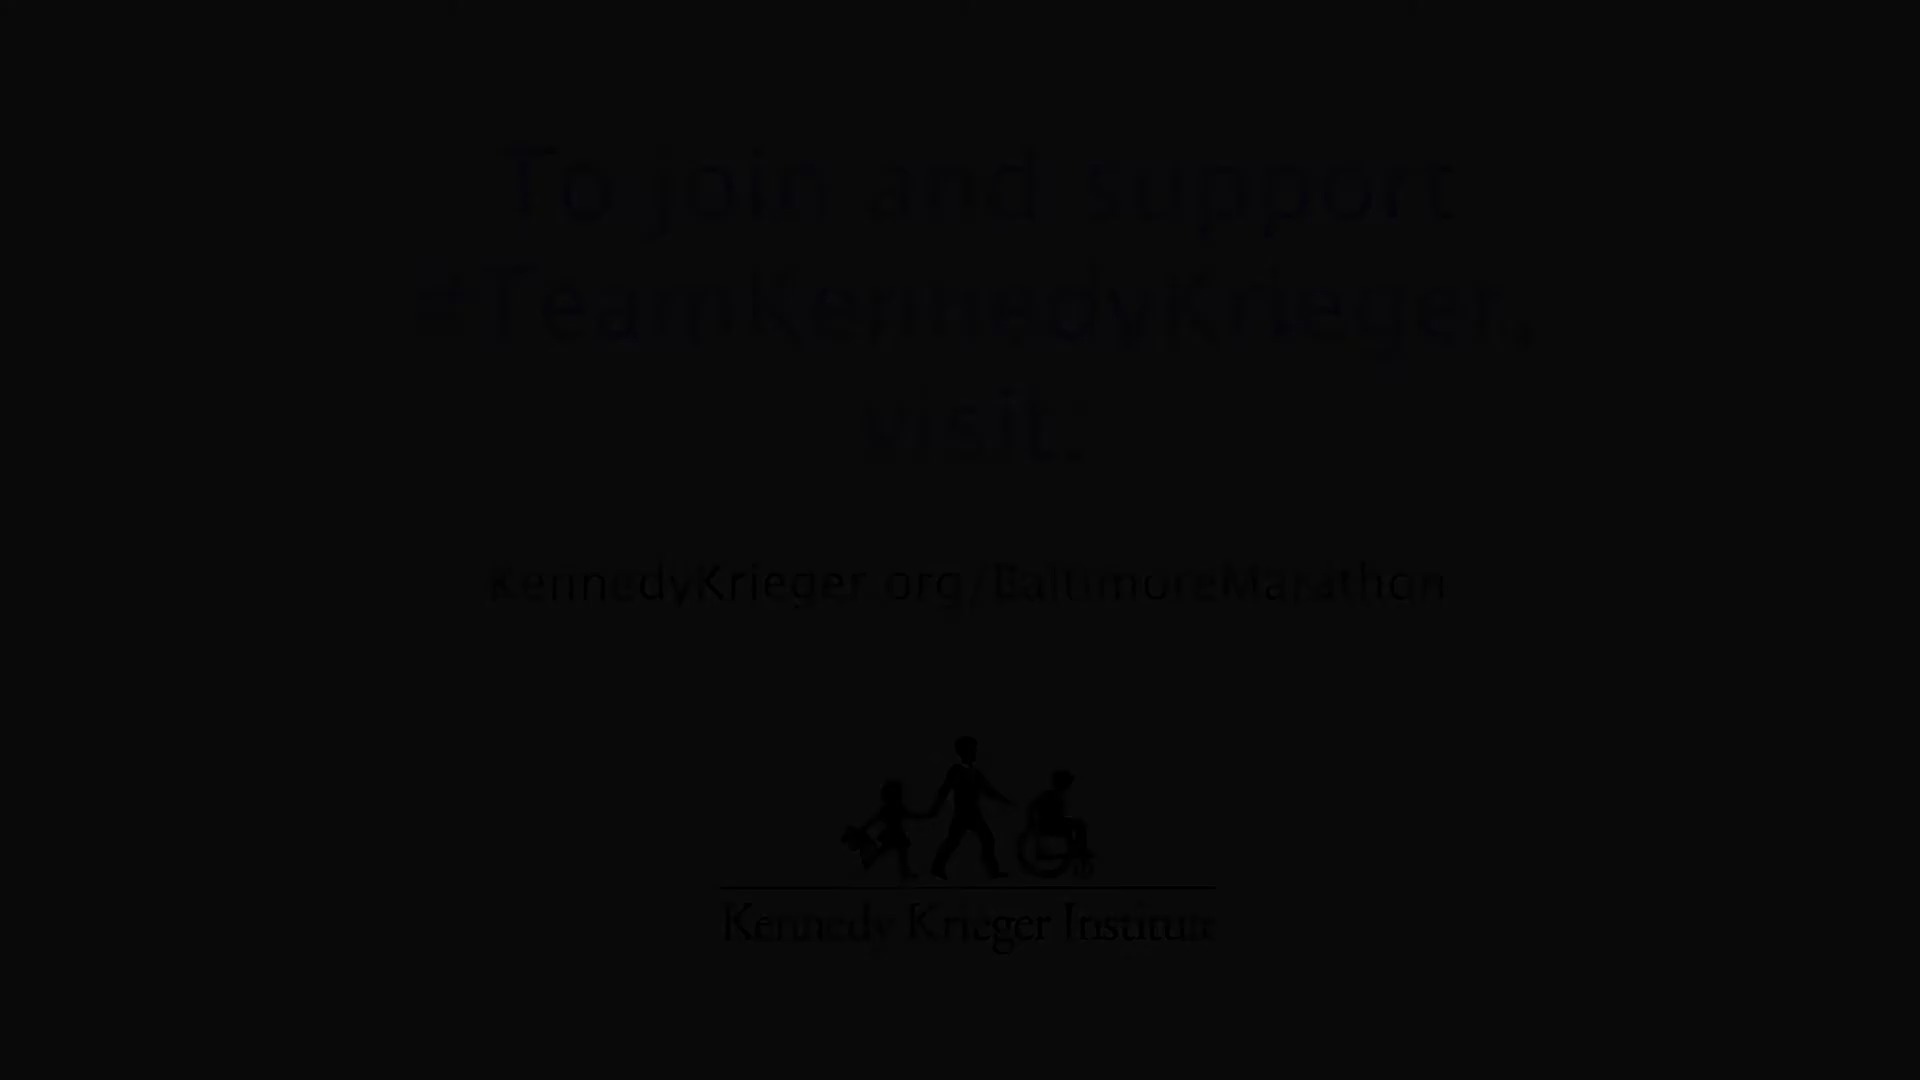 To join and support
#TeamKennedyKrieger,
visit:
KennedyKrieger.org/BaltimoreMarathon
Kennedy Krieger Institute